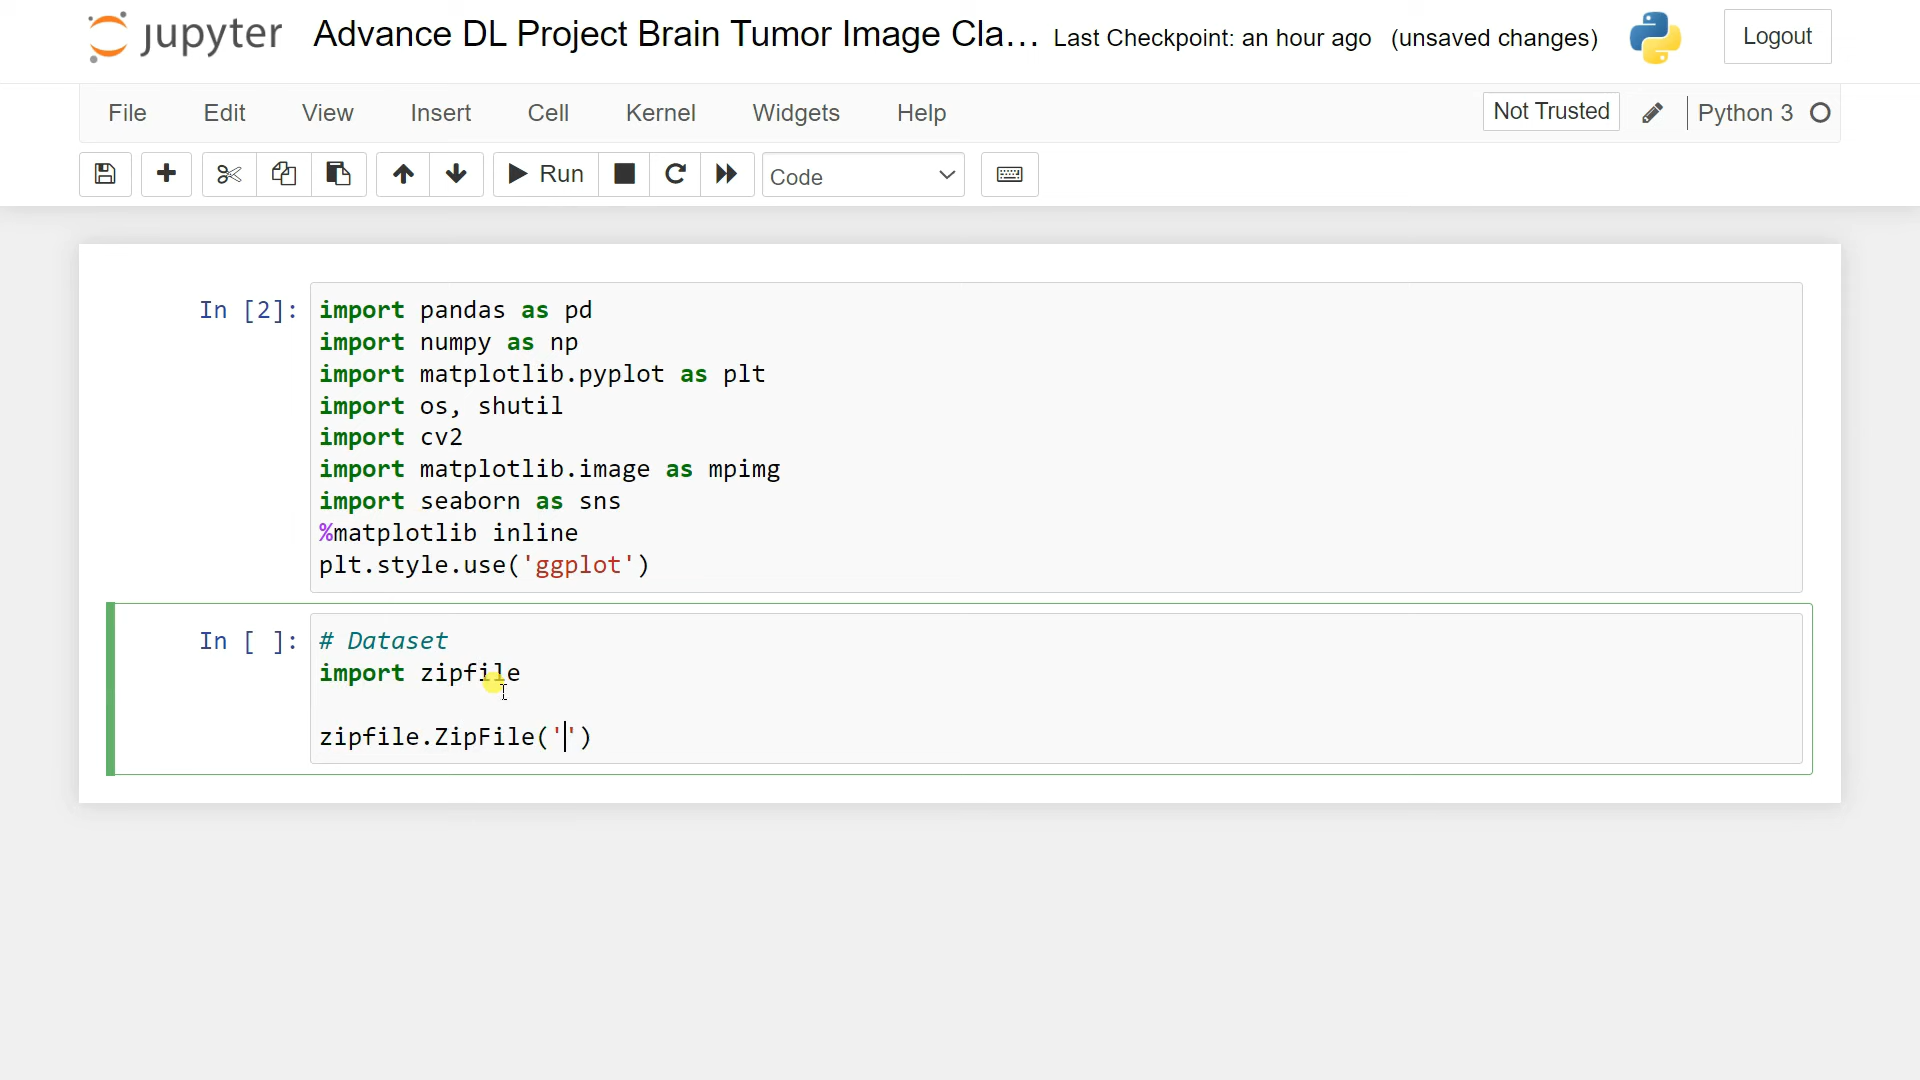 jupyter Advance DL Project Brain Tumor Image Cla... Last Checkpoint: an hour ago (unsaved changes) Logout
File Edit View Insert Cell Kernel Widgets Help Not Trusted Python 3
Run Code
In [2]: import pandas as pd
import numpy as np
import matplotlib.pyplot as plt
import os, shutil
import cv2
import matplotlib.image as mpimg
import seaborn as sns
%matplotlib inline
plt.style.use('ggplot')
In [ ]: # Dataset
import zipfile
zipfile.ZipFile('')